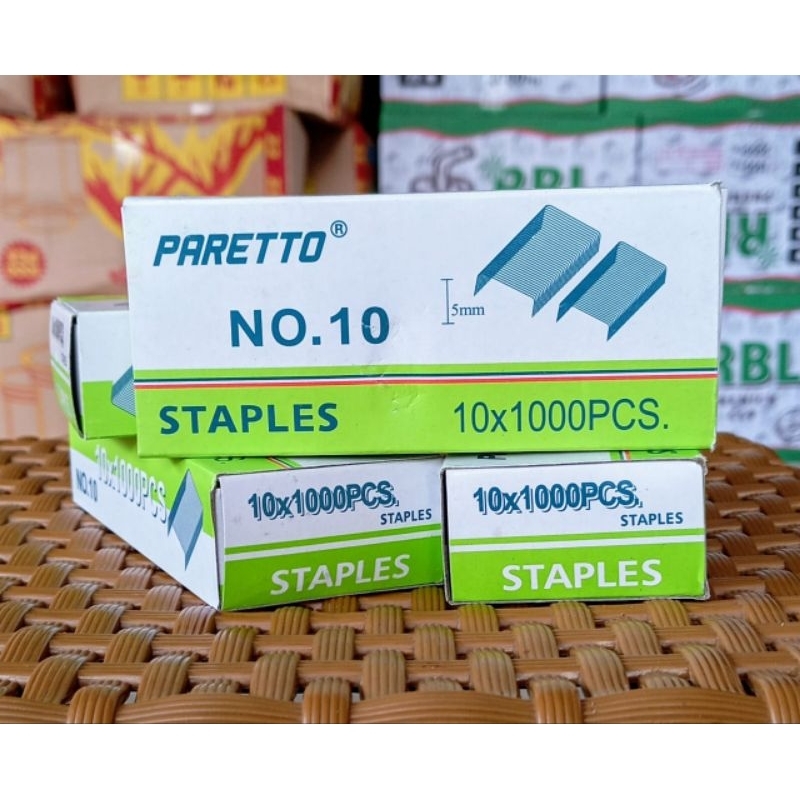 PARETTO®
NO.10
5mm
STAPLES
10x1000PCS.
NO.10
10x1000PCS
10x1000PCS.
STAPLES
STAPLES
10x1000PCS.
STAPLES
STAPLES
RBL
RBL